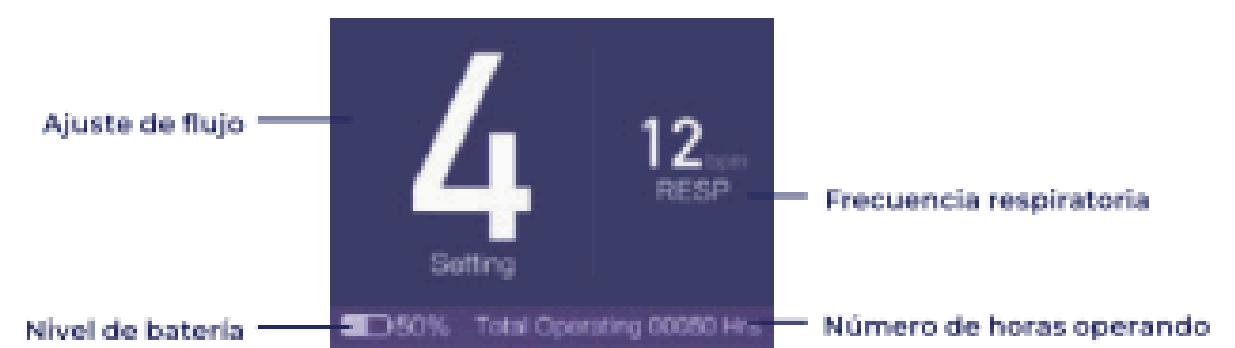 4
Setting
12 bpm
RESP
50% Total Operating 00050 Hrs
Ajuste de flujo
Nivel de batería
Frecuencia respiratoria
Número de horas operando